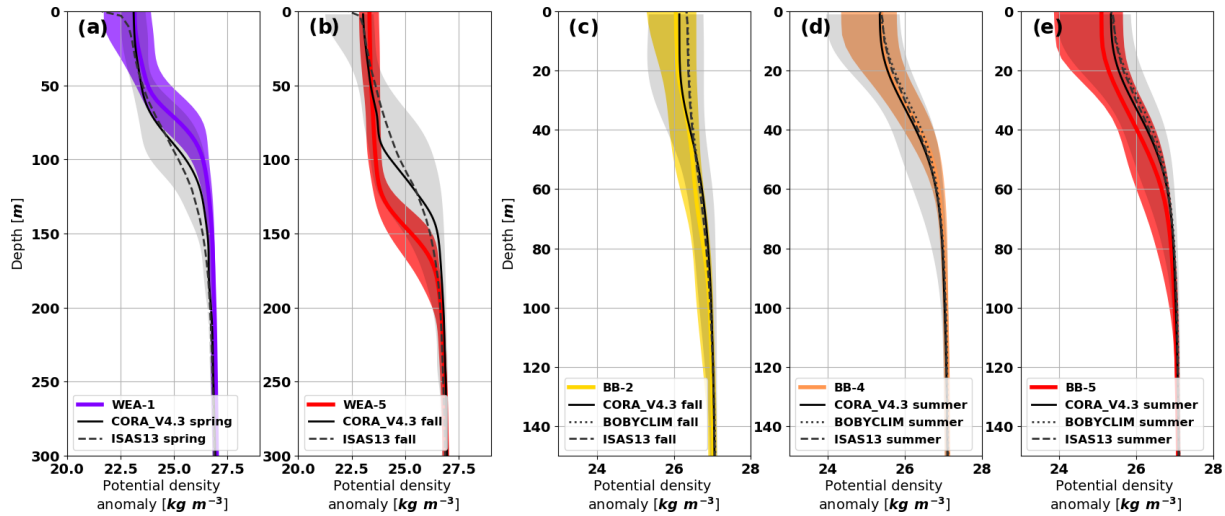 (a)
0
50
100
150
200
250
300
Depth [m]
20.0 22.5 25.0 27.5
Potential density
anomaly [kg m⁻³]
WEA-1
CORA_V4.3 spring
ISAS13 spring
(b)
0
50
100
150
200
250
300
20.0 22.5 25.0 27.5
Potential density
anomaly [kg m⁻³]
WEA-5
CORA_V4.3 fall
ISAS13 fall
(c)
0
20
40
60
80
100
120
140
Depth [m]
24 26 28
Potential density
anomaly [kg m⁻³]
BB-2
CORA_V4.3 fall
BOBYCLIM fall
ISAS13 fall
(d)
0
20
40
60
80
100
120
140
24 26 28
Potential density
anomaly [kg m⁻³]
BB-4
CORA_V4.3 summer
BOBYCLIM summer
ISAS13 summer
(e)
0
20
40
60
80
100
120
140
24 26 28
Potential density
anomaly [kg m⁻³]
BB-5
CORA_V4.3 summer
BOBYCLIM summer
ISAS13 summer